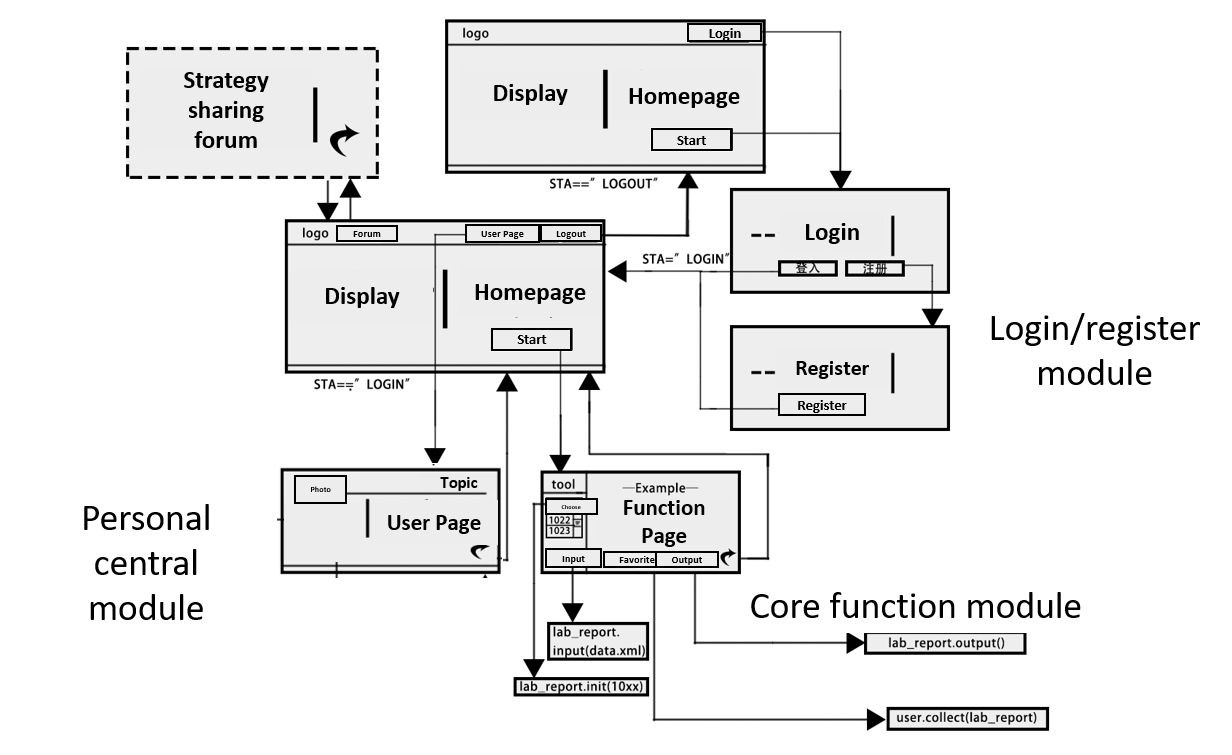 logo
Login
Display
Homepage
Start
Strategy
sharing
forum
STA==” LOGOUT”
logo
Forum
User Page
Logout
Display
Homepage
Start
STA==” LOGIN”
STA=” LOGIN”
-- Login
登入
注册
-- Register
Register
Login/register
module
Photo
Topic
User Page
Personal
central
module
tool
Choose
1022
1023
—Example—
Function
Page
Input
Favorite
Output
Core function module
lab_report.
input(data.xml)
lab_report.output()
lab_report.init(10xx)
user.collect(lab_report)